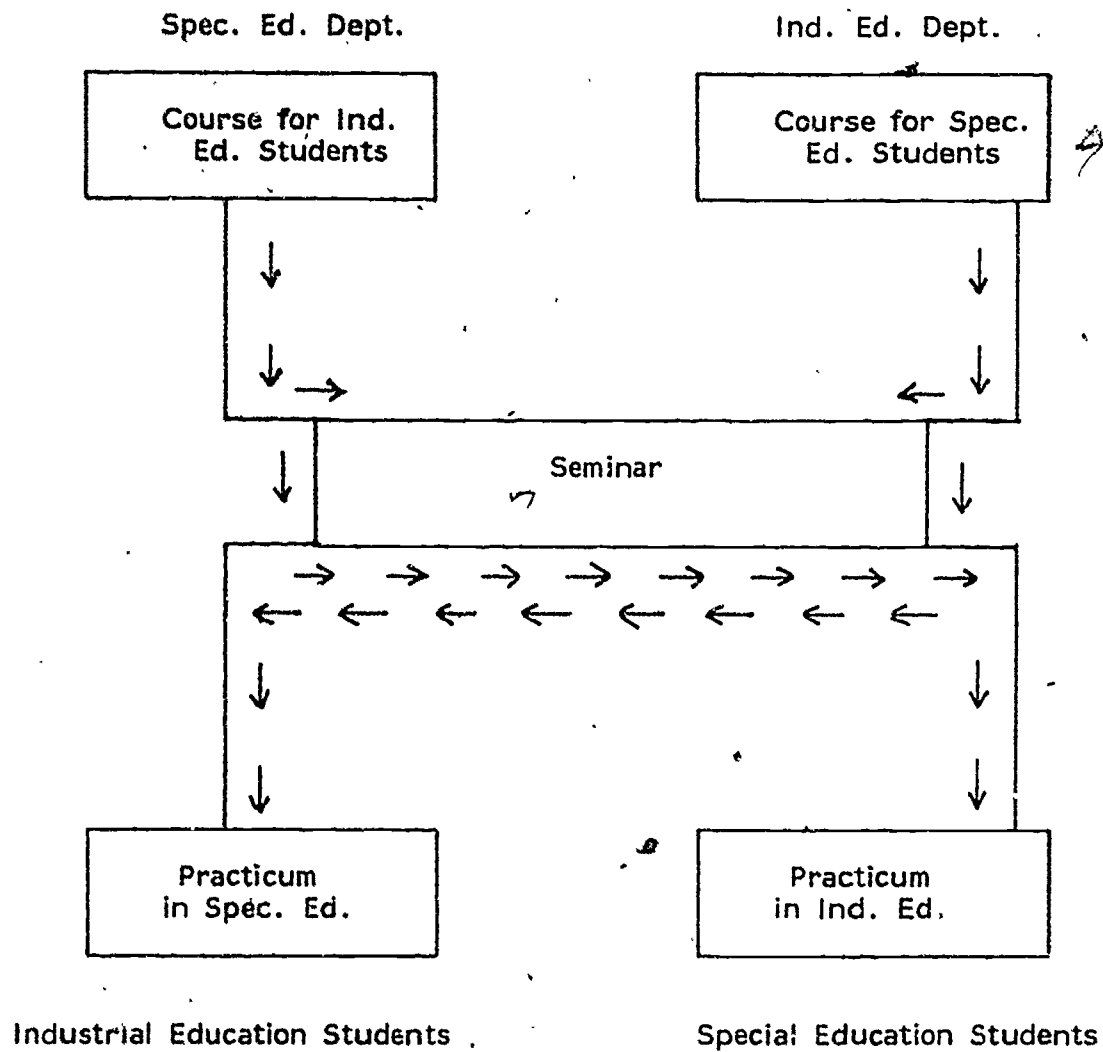 Spec. Ed. Dept.
Ind. Ed. Dept.
Course for Ind.
Ed. Students
Course for Spec.
Ed. Students
Seminar
Practicum
in Spec. Ed.
Practicum
in Ind. Ed.
Industrial Education Students
Special Education Students